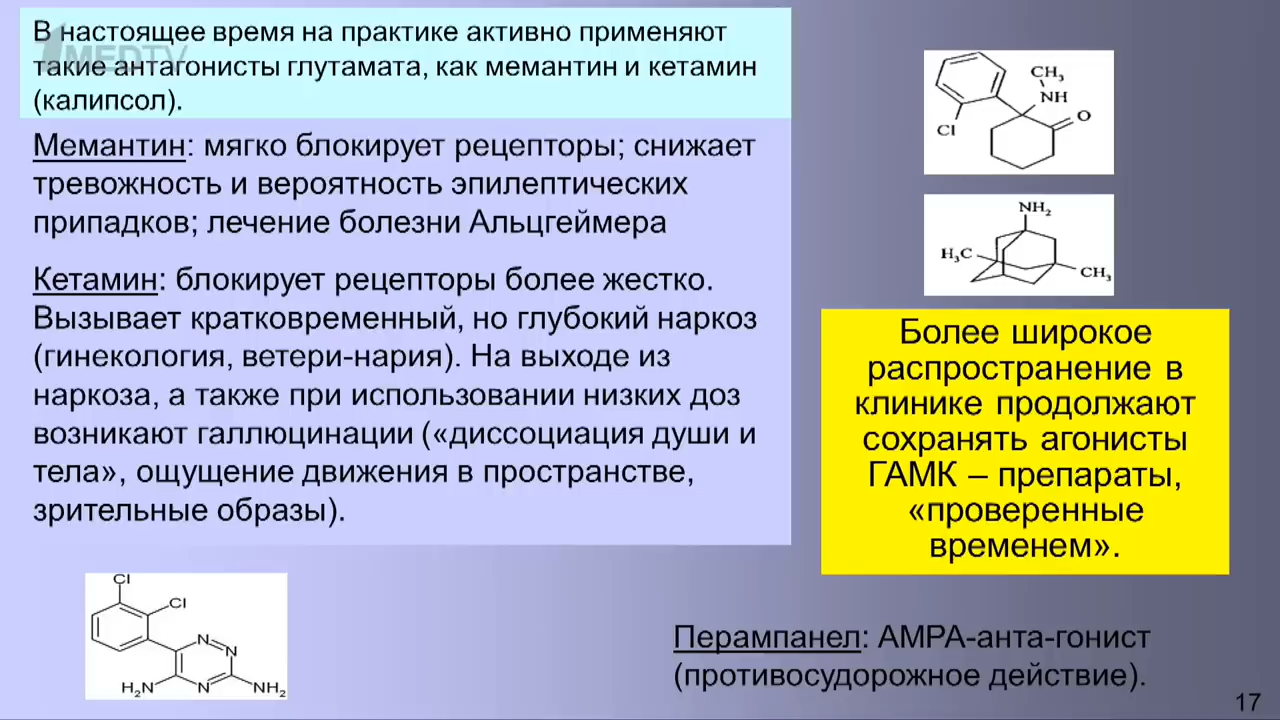 В настоящее время на практике активно применяют
такие антагонисты глутамата, как мемантин и кетамин
(калипсол).
1MEDTV
Мемантин: мягко блокирует рецепторы; снижает
тревожность и вероятность эпилептических
припадков; лечение болезни Альцгеймера
Кетамин: блокирует рецепторы более жестко.
Вызывает кратковременный, но глубокий наркоз
(гинекология, ветери-нария). На выходе из
наркоза, а также при использовании низких доз
возникают галлюцинации («диссоциация души и
тела», ощущение движения в пространстве,
зрительные образы).
CH3
NH
O
Cl
NH2
H3C
CH3
Более широкое
распространение в
клинике продолжают
сохранять агонисты
ГАМК – препараты,
«проверенные
временем».
Cl
Cl
N
N
H2N
N
NH2
Перампанел: АМРА-анта-гонист
(противосудорожное действие).
17